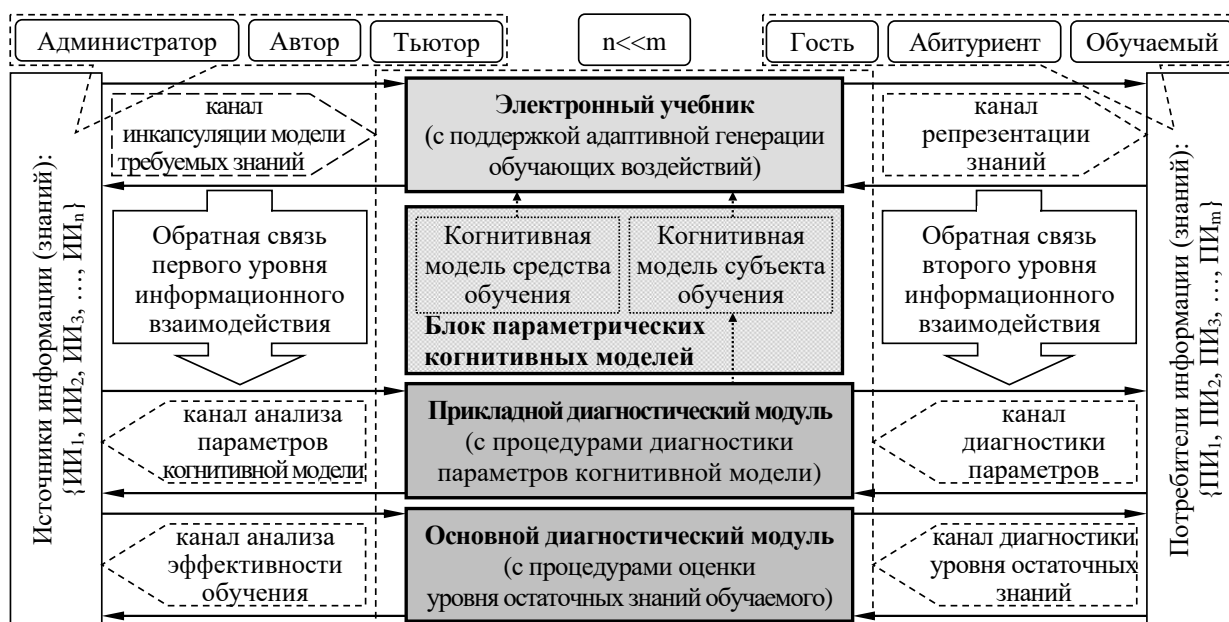 Администратор
Автор
Тьютор
n<<m
Гость
Абитуриент
Обучаемый
Источники информации (знаний):
{ИИ₁, ИИ₂, ИИ₃, …, ИИₙ}
канал
инкапсуляции модели
требуемых знаний
Электронный учебник
(с поддержкой адаптивной генерации
обучающих воздействий)
канал
репрезентации
знаний
Потребители информации (знаний):
{ПИ₁, ПИ₂, ПИ₃, …, ПИₘ}
Обратная связь
первого уровня
информационного
взаимодействия
Когнитивная
модель средства
обучения
Когнитивная
модель субъекта
обучения
Блок параметрических
когнитивных моделей
Обратная связь
второго уровня
информационного
взаимодействия
канал анализа
параметров
когнитивной модели
Прикладной диагностический модуль
(с процедурами диагностики
параметров когнитивной модели)
канал
диагностики
параметров
канал анализа
эффективности
обучения
Основной диагностический модуль
(с процедурами оценки
уровня остаточных знаний обучаемого)
канал диагностики
уровня остаточных
знаний